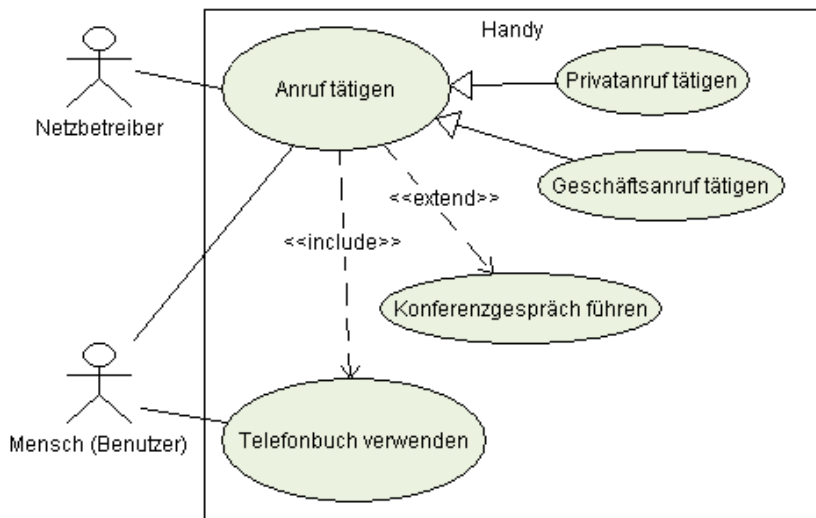 Handy
Anruf tätigen
Privatanruf tätigen
Netzbetreiber
Geschäftsanruf tätigen
<<extend>>
<<include>>
Konferenzgespräch führen
Mensch (Benutzer)
Telefonbuch verwenden